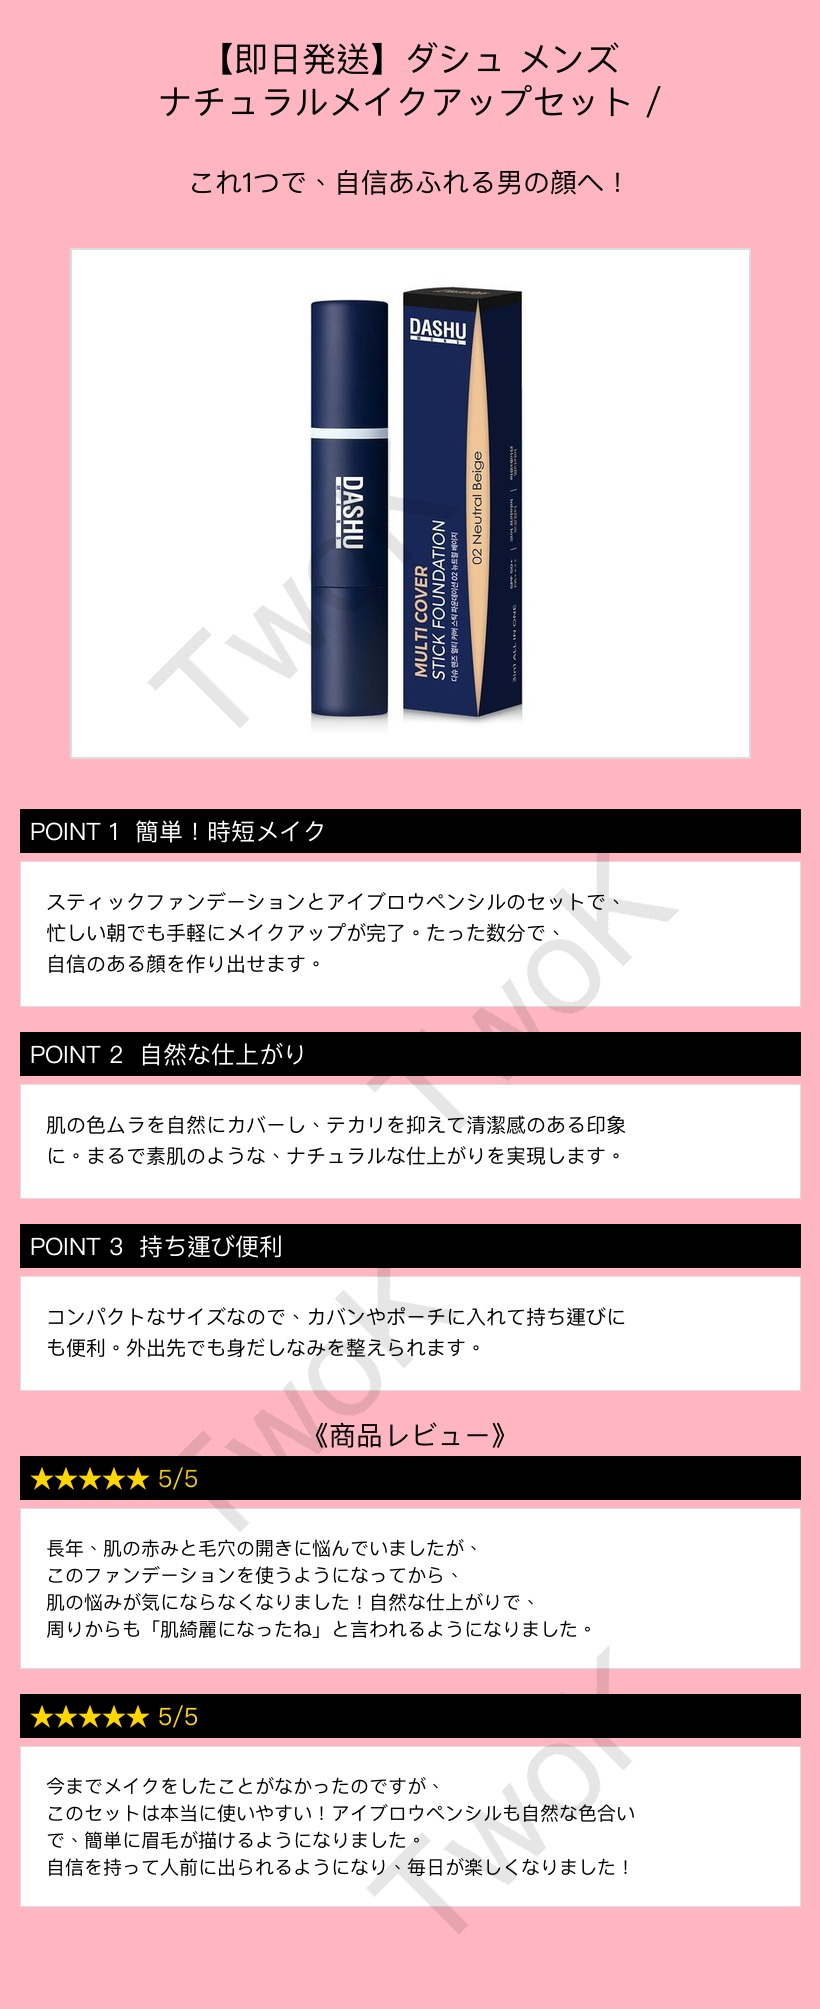 【即日発送】ダシュ メンズ
ナチュラルメイクアップセット /
これ1つで、自信あふれる男の顔へ！
DASHU
MENS
DASHU
MENS
MULTI COVER
STICK FOUNDATION
다슈 맨즈 멀티 커버 스틱 파운데이션 02 뉴트럴 베이지
02 Neutral Beige
3in1 ALL IN ONE
SPF 50+
PA++++
POINT 1 簡単！時短メイク
スティックファンデーションとアイブロウペンシルのセットで、
忙しい朝でも手軽にメイクアップが完了。たった数分で、
自信のある顔を作り出せます。
POINT 2 自然な仕上がり
肌の色ムラを自然にカバーし、テカリを抑えて清潔感のある印象
に。まるで素肌のような、ナチュラルな仕上がりを実現します。
POINT 3 持ち運び便利
コンパクトなサイズなので、カバンやポーチに入れて持ち運びに
も便利。外出先でも身だしなみを整えられます。
《商品レビュー》
★★★★★ 5/5
長年、肌の赤みと毛穴の開きに悩んでいましたが、
このファンデーションを使うようになってから、
肌の悩みが気にならなくなりました！自然な仕上がりで、
周りからも「肌綺麗になったね」と言われるようになりました。
★★★★★ 5/5
今までメイクをしたことがなかったのですが、
このセットは本当に使いやすい！アイブロウペンシルも自然な色合い
で、簡単に眉毛が描けるようになりました。
自信を持って人前に出られるようになり、毎日が楽しくなりました！
TwoK
TwoK
TwoK
TwoK